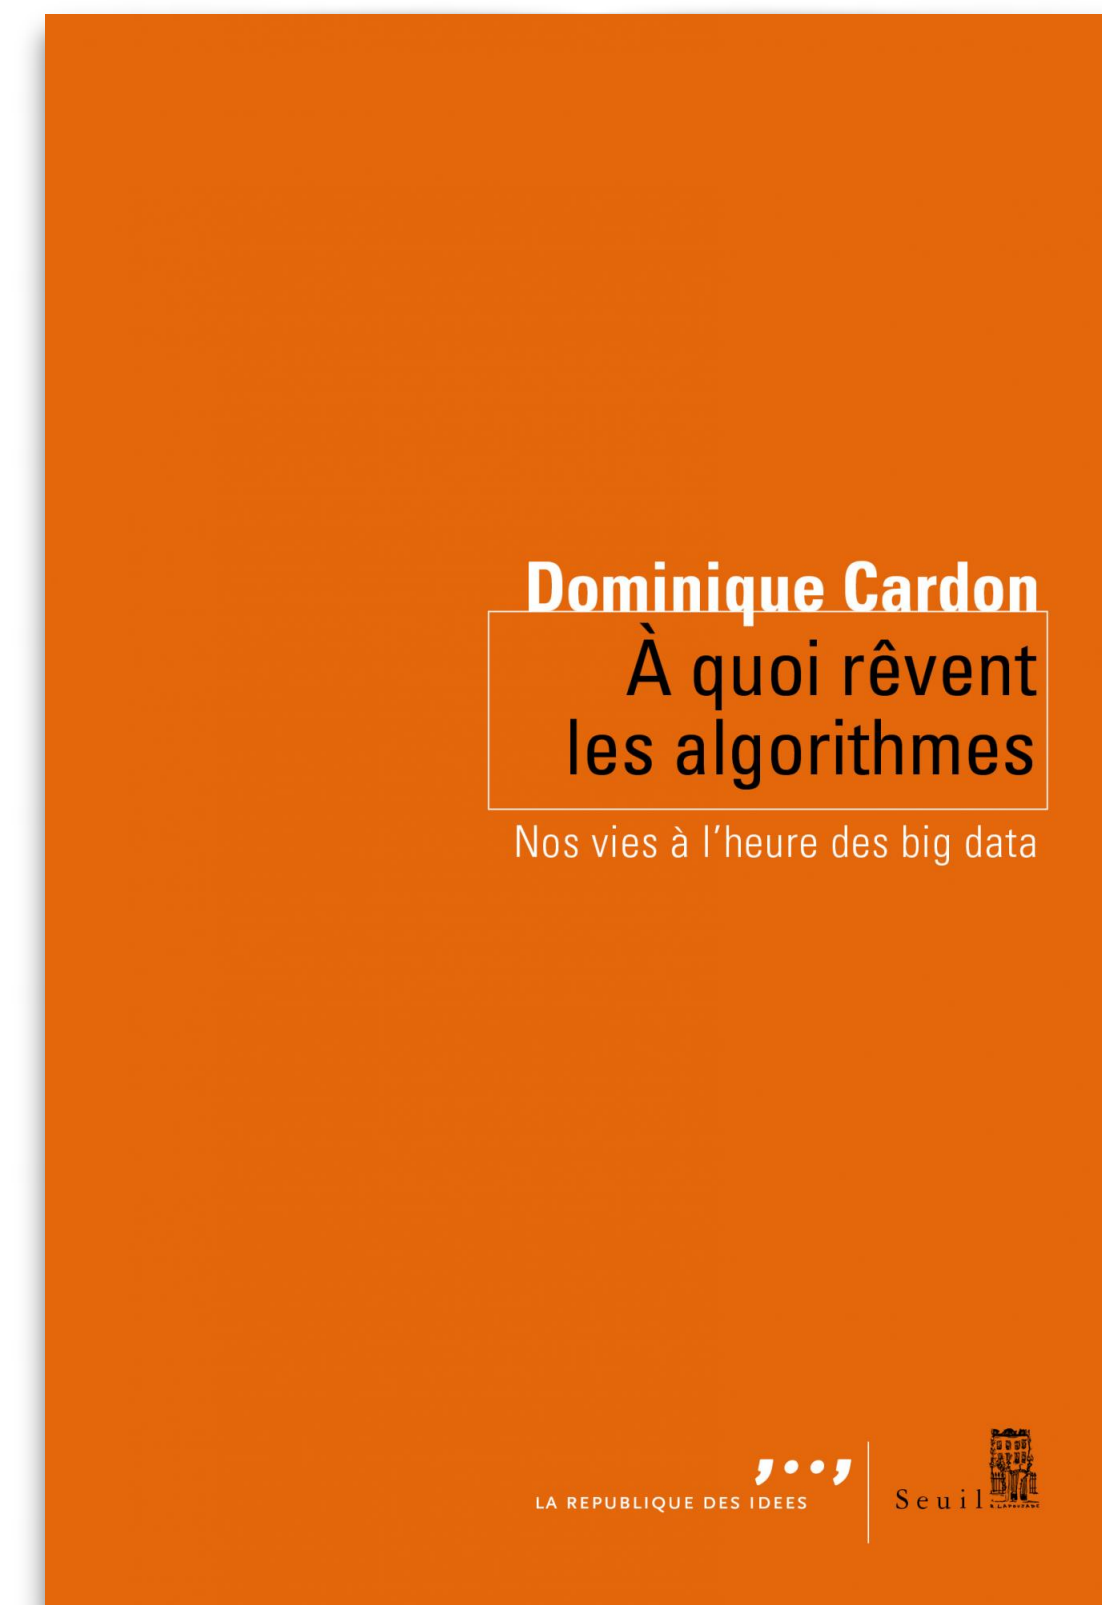 Dominique Cardon
À quoi rêvent
les algorithmes
Nos vies à l'heure des big data
LA REPUBLIQUE DES IDEES
Seuil